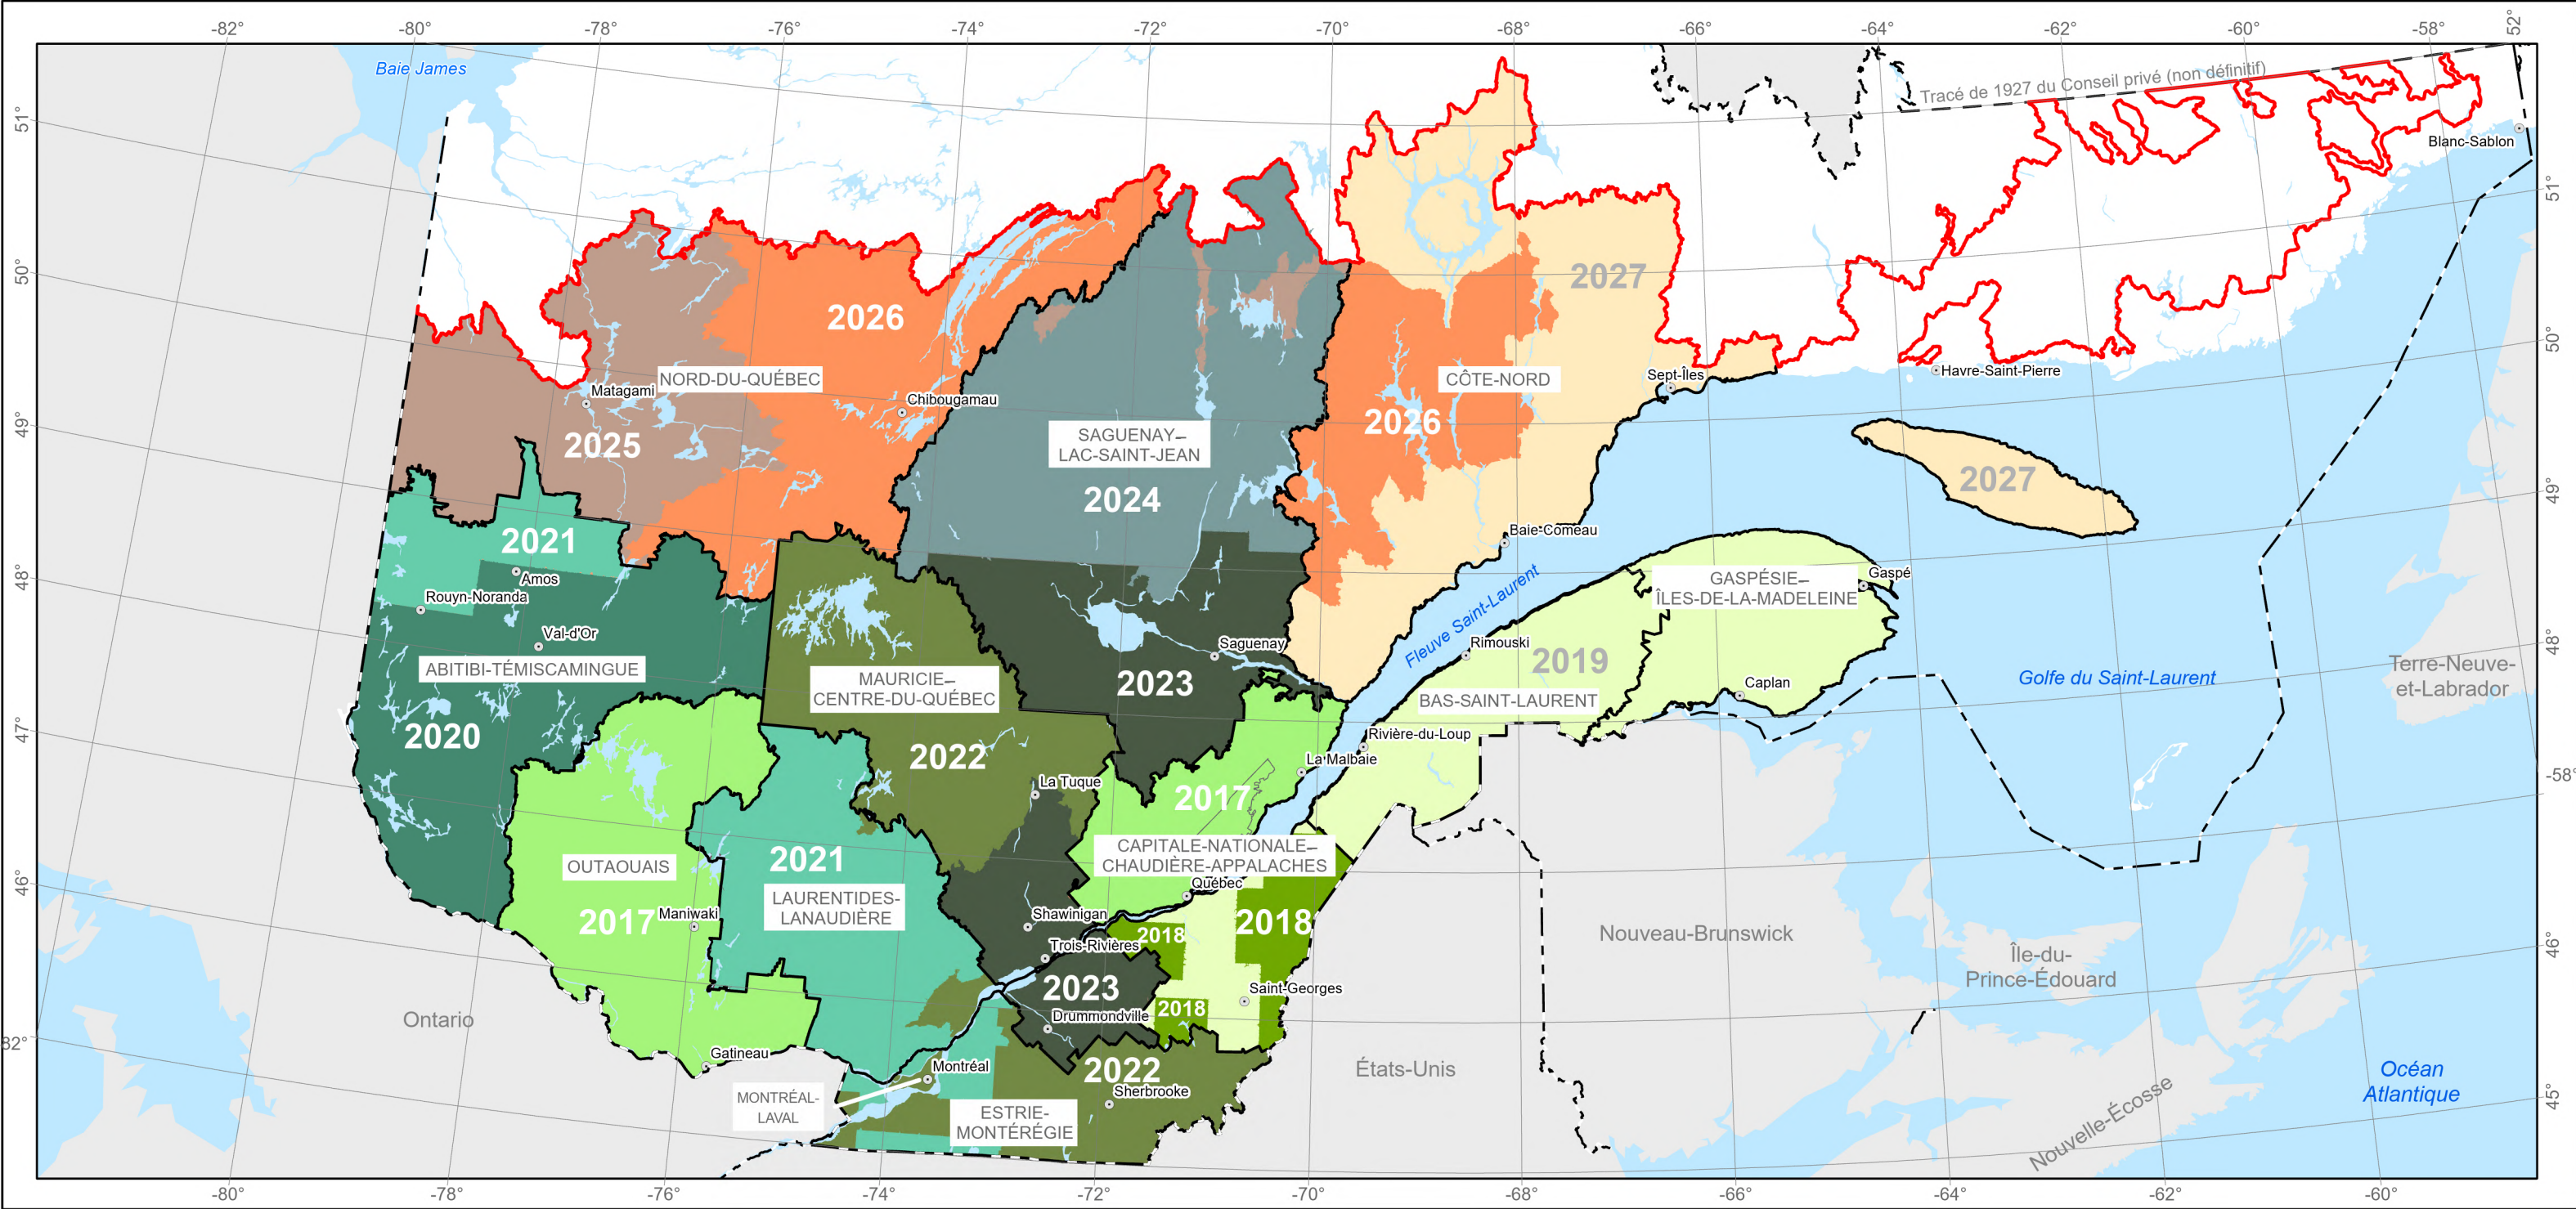 -82°
-80°
-78°
-76°
-74°
-72°
-70°
-68°
-66°
-64°
-62°
-60°
-58°
52°
Baie James
Tracé de 1927 du Conseil privé (non définitif)
51°
Blanc-Sablon
51°
50°
2027
2026
50°
NORD-DU-QUÉBEC
CÔTE-NORD
Sept-Îles
Havre-Saint-Pierre
Matagami
Chibougamau
2026
49°
2025
SAGUENAY–
LAC-SAINT-JEAN
2024
2027
49°
2021
Baie-Comeau
48°
Amos
Rouyn-Noranda
Val-d'Or
GASPÉSIE–
ÎLES-DE-LA-MADELEINE
Gaspé
Fleuve Saint-Laurent
Saguenay
Rimouski
2019
48°
ABITIBI-TÉMISCAMINGUE
MAURICIE–
CENTRE-DU-QUÉBEC
2023
Caplan
BAS-SAINT-LAURENT
Golfe du Saint-Laurent
Terre-Neuve-
et-Labrador
47°
2020
2022
Rivière-du-Loup
La Malbaie
La Tuque
2017
-58°
2021
CAPITALE-NATIONALE–
CHAUDIÈRE-APPALACHES
OUTAOUAIS
46°
Québec
LAURENTIDES-
LANAUDIÈRE
2017
Maniwaki
Shawinigan
2018
2018
Trois-Rivières
Nouveau-Brunswick
46°
Île-du-
Prince-Édouard
2023
Saint-Georges
2018
Drummondville
Ontario
82°
Gatineau
Montréal
2022
Sherbrooke
États-Unis
Océan
Atlantique
45°
MONTRÉAL-
LAVAL
ESTRIE-
MONTÉRÉGIE
Nouvelle-Écosse
-80°
-78°
-76°
-74°
-72°
-70°
-68°
-66°
-64°
-62°
-60°